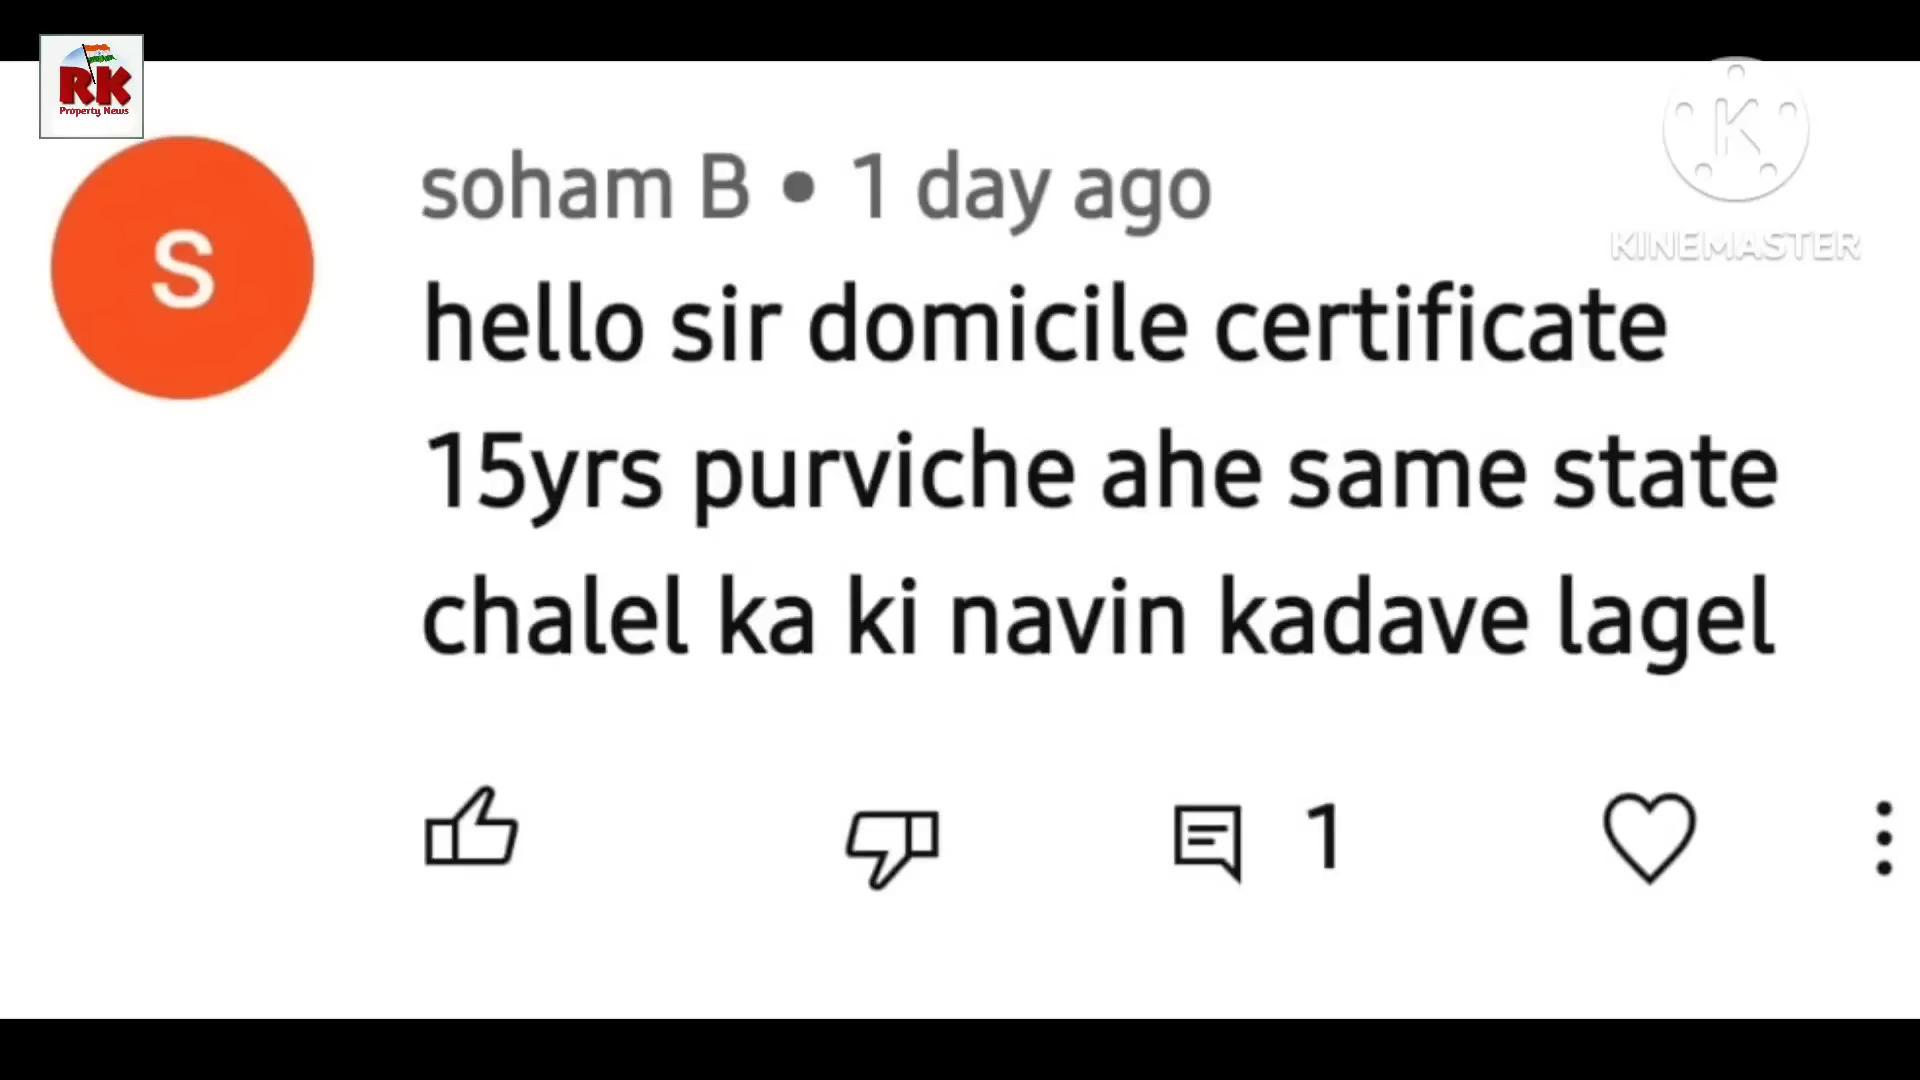 RK
Property News
K
KINEMASTER
S
soham B • 1 day ago
hello sir domicile certificate
15yrs purviche ahe same state
chalel ka ki navin kadave lagel
1